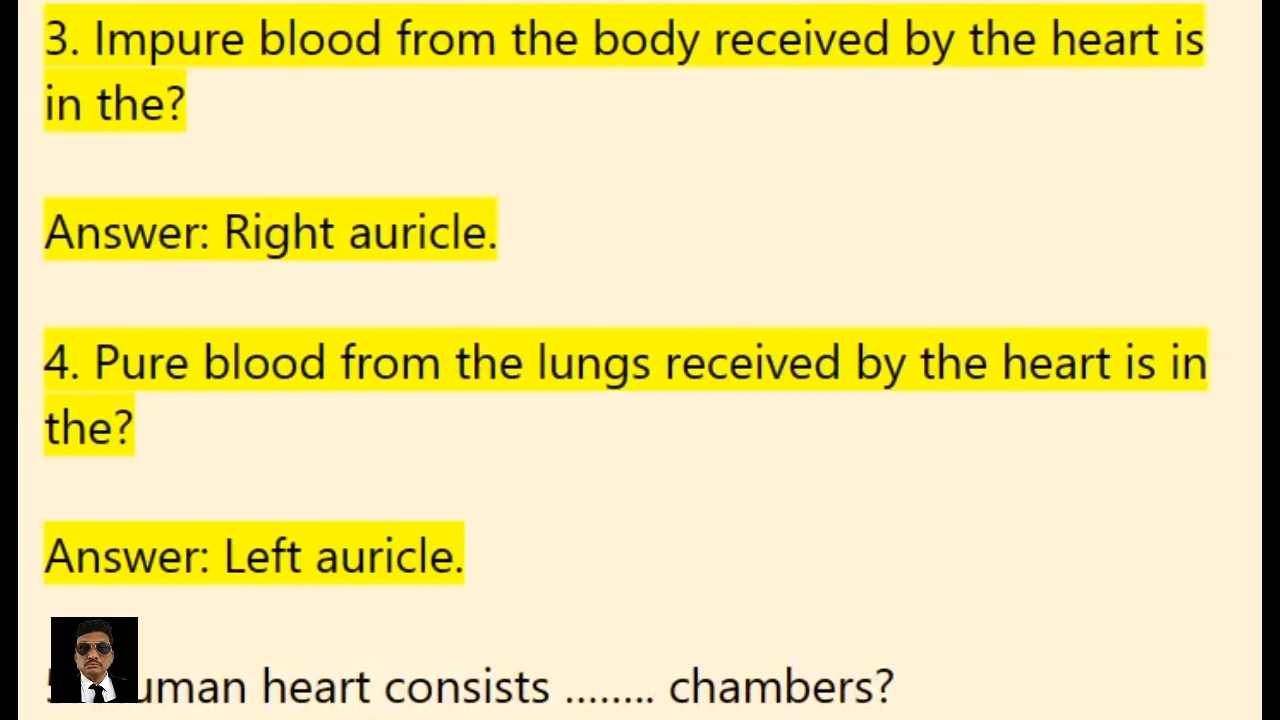 3. Impure blood from the body received by the heart is
in the?
Answer: Right auricle.
4. Pure blood from the lungs received by the heart is in
the?
Answer: Left auricle.
heart consists ........ chambers?